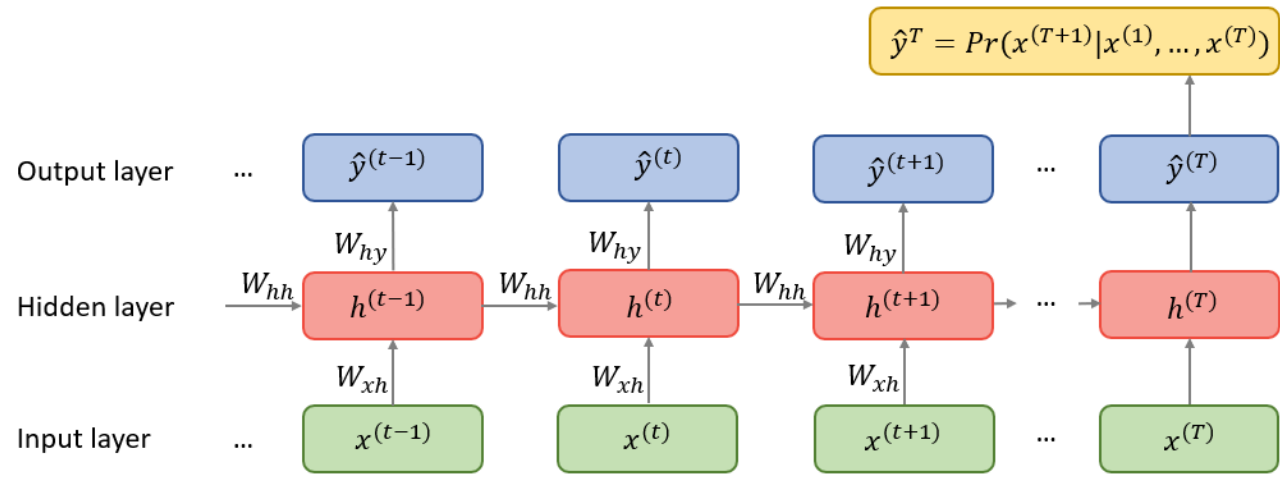 ŷ^T = Pr(x^(T+1)|x^(1), ..., x^(T))
Output layer ... ŷ^(t−1) ŷ^(t) ŷ^(t+1) ... ŷ^(T)
W_hy W_hy W_hy
W_hh W_hh W_hh
Hidden layer h^(t−1) h^(t) h^(t+1) ... h^(T)
W_xh W_xh W_xh
Input layer ... x^(t−1) x^(t) x^(t+1) ... x^(T)